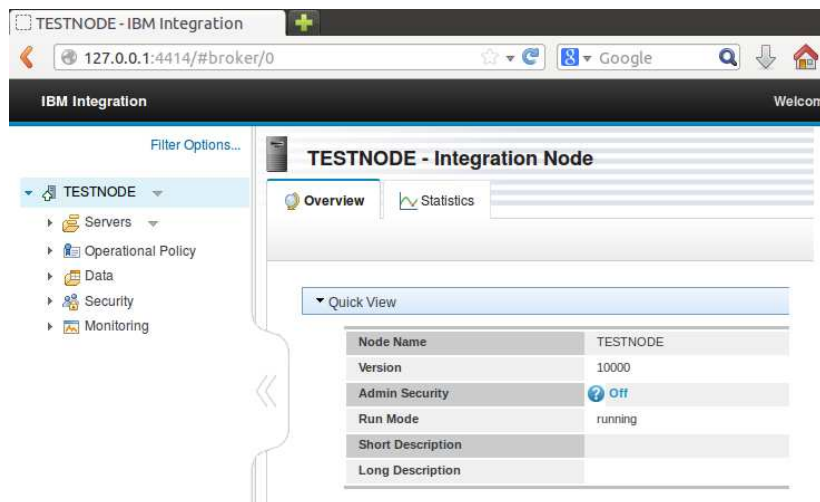 TESTNODE - IBM Integration
127.0.0.1:4414/#broker/0
Google
IBM Integration
Welcom
Filter Options...
TESTNODE - Integration Node
TESTNODE
Overview
Statistics
Servers
Operational Policy
Data
Security
Monitoring
Quick View
Node Name TESTNODE
Version 10000
Admin Security ? Off
Run Mode running
Short Description
Long Description